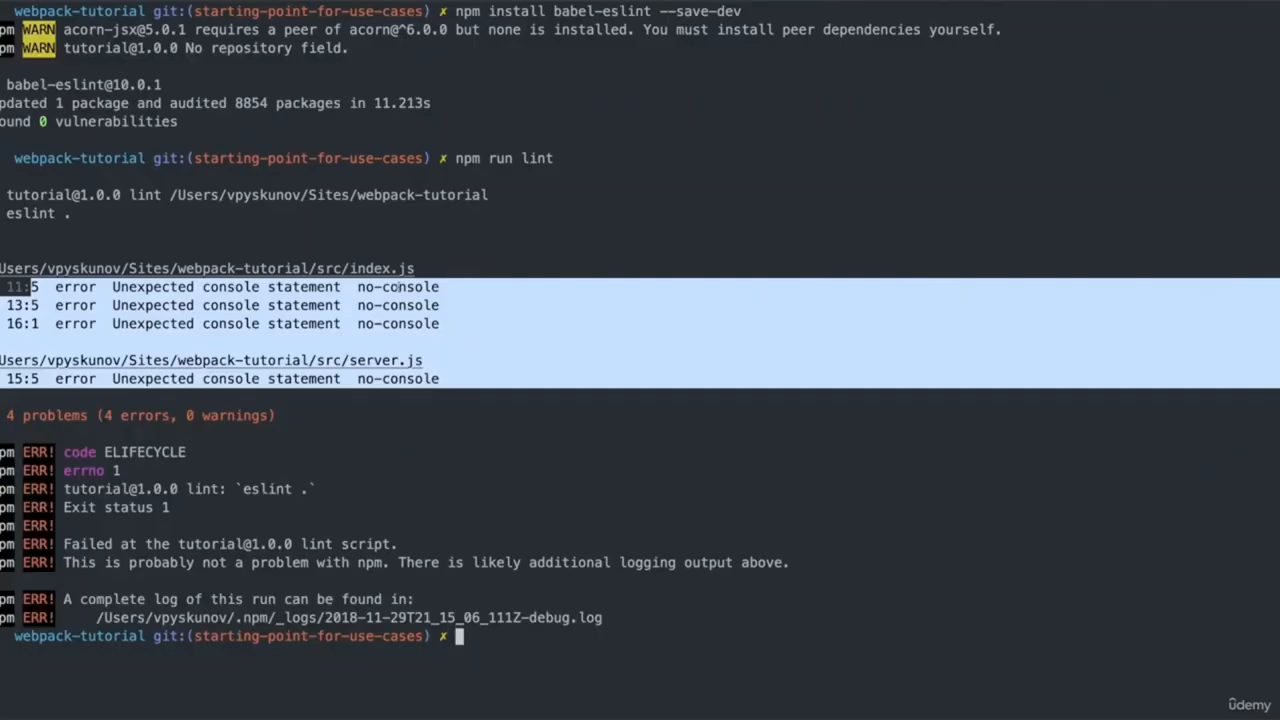 webpack-tutorial git:(starting-point-for-use-cases) ✗ npm install babel-eslint --save-dev
pm WARN acorn-jsx@5.0.1 requires a peer of acorn@^6.0.0 but none is installed. You must install peer dependencies yourself.
pm WARN tutorial@1.0.0 No repository field.
babel-eslint@10.0.1
pdated 1 package and audited 8854 packages in 11.213s
ound 0 vulnerabilities
webpack-tutorial git:(starting-point-for-use-cases) ✗ npm run lint
tutorial@1.0.0 lint /Users/vpyskunov/Sites/webpack-tutorial
eslint .
Users/vpyskunov/Sites/webpack-tutorial/src/index.js
11:5 error Unexpected console statement no-console
13:5 error Unexpected console statement no-console
16:1 error Unexpected console statement no-console
Users/vpyskunov/Sites/webpack-tutorial/src/server.js
15:5 error Unexpected console statement no-console
4 problems (4 errors, 0 warnings)
pm ERR! code ELIFECYCLE
pm ERR! errno 1
pm ERR! tutorial@1.0.0 lint: `eslint .`
pm ERR! Exit status 1
pm ERR!
pm ERR! Failed at the tutorial@1.0.0 lint script.
pm ERR! This is probably not a problem with npm. There is likely additional logging output above.
pm ERR! A complete log of this run can be found in:
pm ERR! /Users/vpyskunov/.npm/_logs/2018-11-29T21_15_06_111Z-debug.log
webpack-tutorial git:(starting-point-for-use-cases) ✗
ûdemy